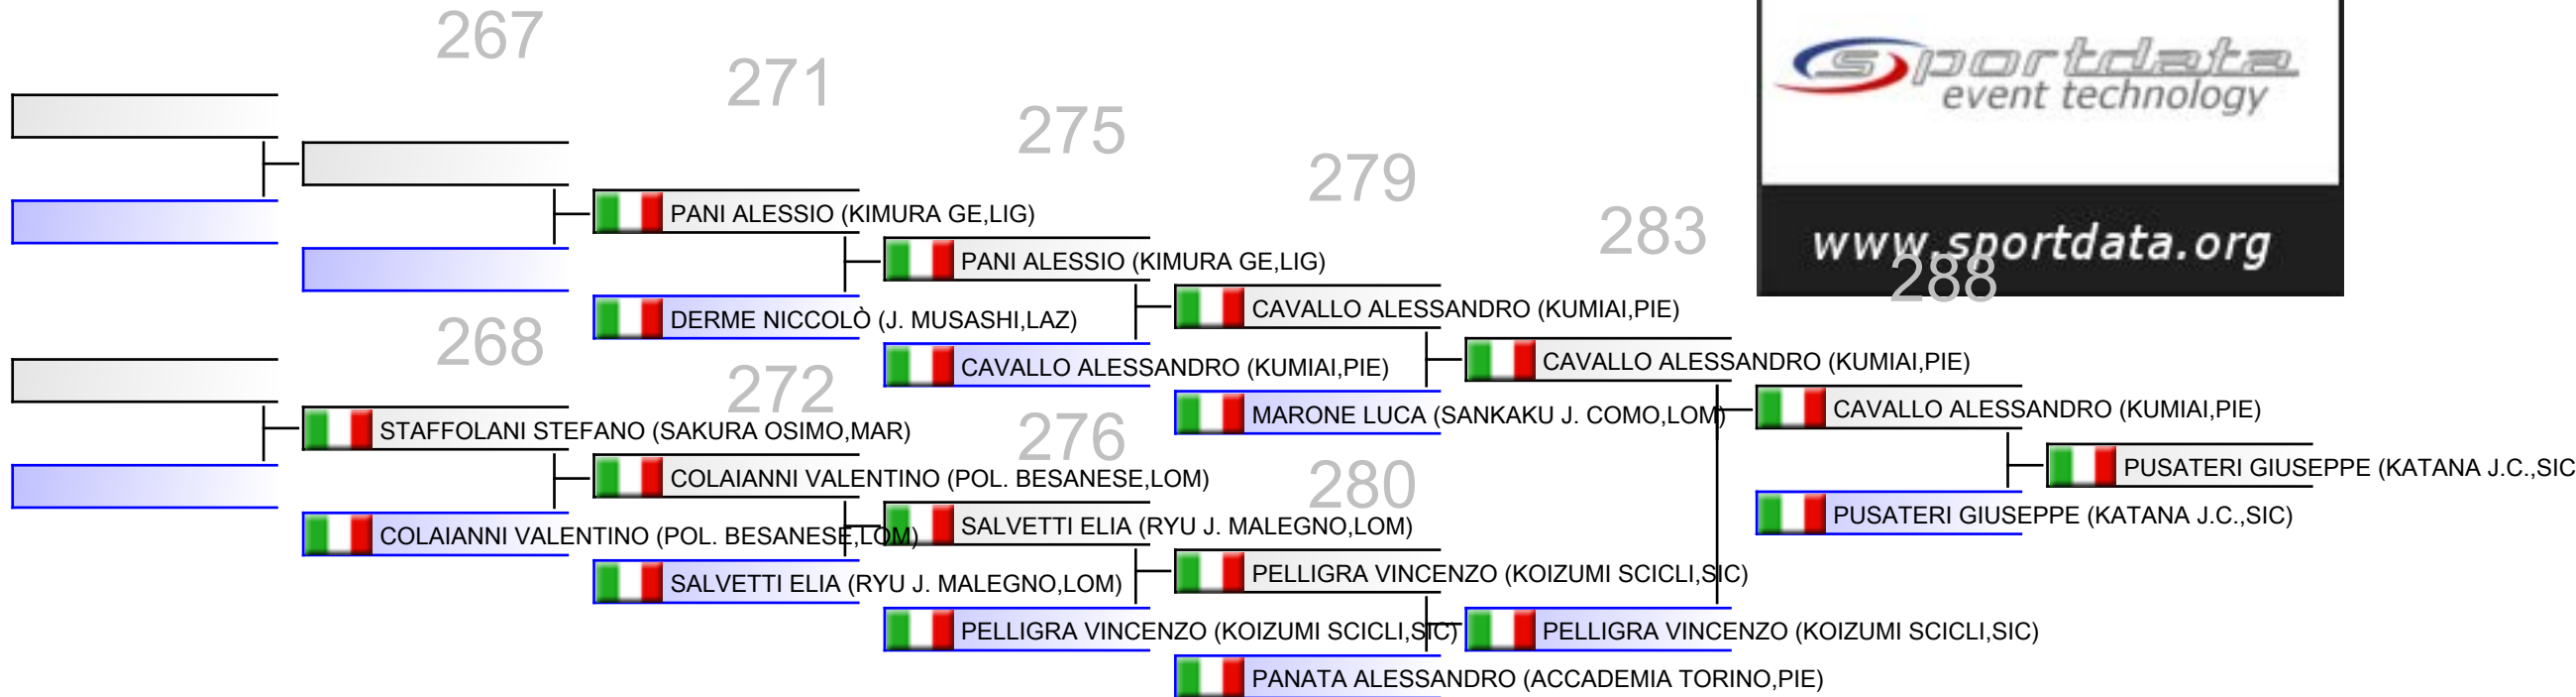 267
sportdata
event technology
271
275
279
PANI ALESSIO (KIMURA GE,LIG)
283
www.sportdata.org
PANI ALESSIO (KIMURA GE,LIG)
288
CAVALLO ALESSANDRO (KUMIAI,PIE)
DERME NICCOLÒ (J. MUSASHI,LAZ)
268
CAVALLO ALESSANDRO (KUMIAI,PIE)
CAVALLO ALESSANDRO (KUMIAI,PIE)
272
CAVALLO ALESSANDRO (KUMIAI,PIE)
MARONE LUCA (SANKAKU J. COMO,LOM)
STAFFOLANI STEFANO (SAKURA OSIMO,MAR)
276
PUSATERI GIUSEPPE (KATANA J.C.,SIC
COLAIANNI VALENTINO (POL. BESANESE,LOM)
280
PUSATERI GIUSEPPE (KATANA J.C.,SIC)
SALVETTI ELIA (RYU J. MALEGNO,LOM)
COLAIANNI VALENTINO (POL. BESANESE,LOM)
PELLIGRA VINCENZO (KOIZUMI SCICLI,SIC)
SALVETTI ELIA (RYU J. MALEGNO,LOM)
PELLIGRA VINCENZO (KOIZUMI SCICLI,SIC)
PELLIGRA VINCENZO (KOIZUMI SCICLI,SIC)
PANATA ALESSANDRO (ACCADEMIA TORINO,PIE)